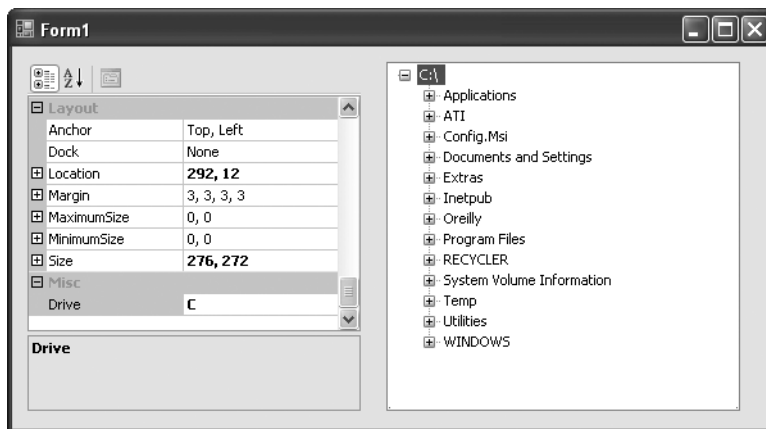 Form1
Layout
Anchor Top, Left
Dock None
Location 292, 12
Margin 3, 3, 3, 3
MaximumSize 0, 0
MinimumSize 0, 0
Size 276, 272
Misc
Drive C
Drive
C:\
Applications
ATI
Config.Msi
Documents and Settings
Extras
Inetpub
Oreilly
Program Files
RECYCLER
System Volume Information
Temp
Utilities
WINDOWS